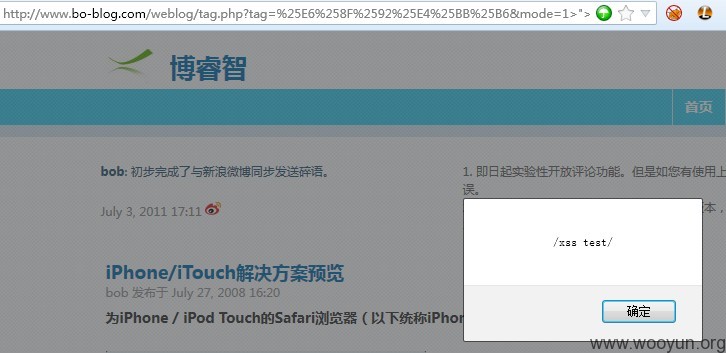 http://www.bo-blog.com/weblog/tag.php?tag=%25E6%258F%2592%25E4%25BB%25B6&mode=1>">
博睿智
首页
bob: 初步完成了与新浪微博同步发送碎语。
July 3, 2011 17:11
1. 即日起实验性开放评论功能。但是如您有使用上
误。
本，
/xss test/
确定
iPhone/iTouch解决方案预览
bob 发布于 July 27, 2008 16:20
为iPhone / iPod Touch的Safari浏览器（以下统称iPhon
www.wooyun.org